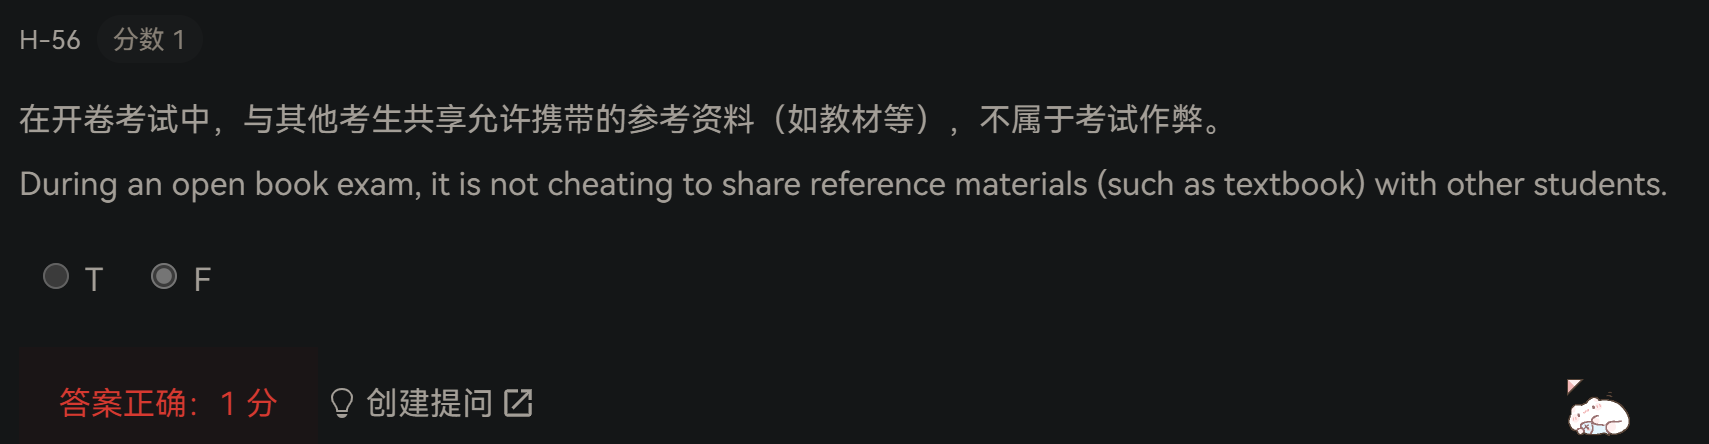 H-56 分数 1
在开卷考试中，与其他考生共享允许携带的参考资料（如教材等），不属于考试作弊。
During an open book exam, it is not cheating to share reference materials (such as textbook) with other students.
T F
答案正确：1 分 创建提问